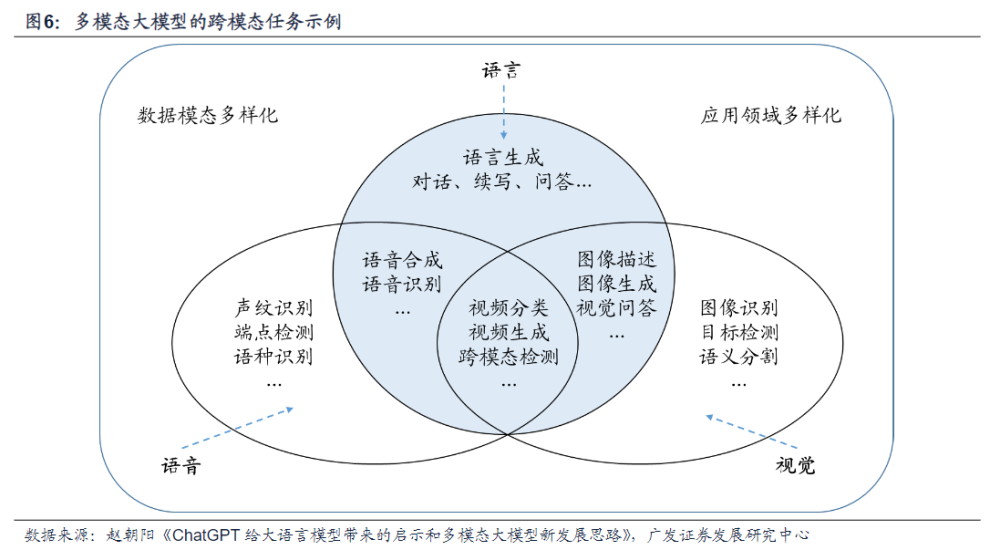 图6：多模态大模型的跨模态任务示例
语言
数据模态多样化
应用领域多样化
语言生成
对话、续写、问答...
语音合成
语音识别
...
图像描述
图像生成
视觉问答
...
声纹识别
端点检测
语种识别
...
视频分类
视频生成
跨模态检测
...
图像识别
目标检测
语义分割
...
语音
视觉
数据来源：赵朝阳《ChatGPT 给大语言模型带来的启示和多模态大模型新发展思路》，广发证券发展研究中心